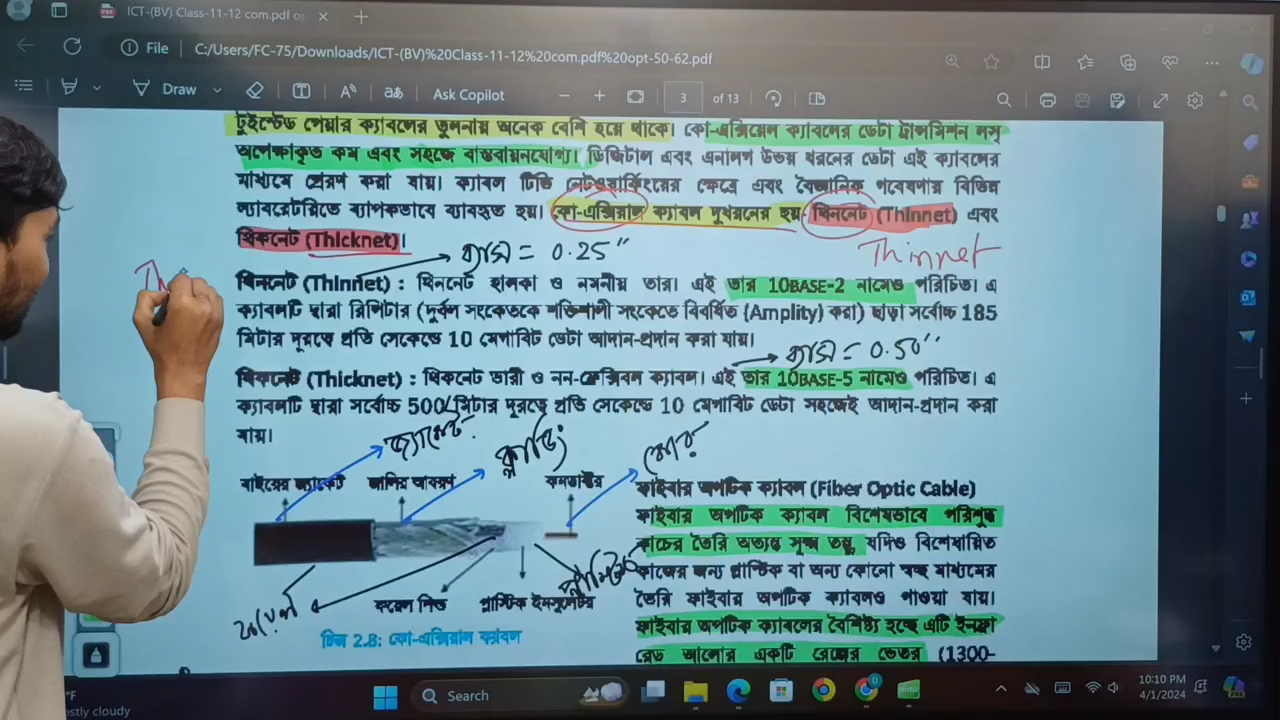 ICT-(BV) Class-11-12 com.pdf op
File C:/Users/FC-75/Downloads/ICT-(BV)%20Class-11-12%20com.pdf%20opt-50-62.pdf
Draw Ask Copilot 3 of 13
টুইস্টেড পেয়ার ক্যাবলের তুলনায় অনেক বেশি হয়ে থাকে। কো-এক্সিয়েল ক্যাবলের ডেটা ট্রান্সমিশন লস্
অপেক্ষাকৃত কম এবং সহজে বাস্তবায়নযোগ্য। ডিজিটাল এবং এনালগ উভয় ধরনের ডেটা এই ক্যাবলের
মাধ্যমে প্রেরণ করা যায়। ক্যাবল টিভি নেটওয়ার্কিংয়ের ক্ষেত্রে এবং বৈজ্ঞানিক গবেষণার বিভিন্ন
ল্যাবরেটরিতে ব্যাপকভাবে ব্যবহৃত হয়। কো-এক্সিয়াল ক্যাবল দুধরনের হয়- থিননেট (Thinnet) এবং
থিকনেট (Thicknet)।
ব্যাস = 0.25"
Thinnet
Th
থিননেট (Thinnet) : থিননেট হালকা ও নমনীয় তার। এই তার 10BASE-2 নামেও পরিচিত। এ
ক্যাবলটি দ্বারা রিপিটার (দুর্বল সংকেতকে শক্তিশালী সংকেতে বিবর্ধিত (Amplity) করা) ছাড়া সর্বোচ্চ 185
মিটার দূরত্বে প্রতি সেকেন্ডে 10 মেগাবিট ডেটা আদান-প্রদান করা যায়।
ব্যাস = 0.50"
থিকনেট (Thicknet) : থিকনেট ভারী ও নন-ফ্লেক্সিবল ক্যাবল। এই তার 10BASE-5 নামেও পরিচিত। এ
ক্যাবলটি দ্বারা সর্বোচ্চ 500 মিটার দূরত্বে প্রতি সেকেন্ডে 10 মেগাবিট ডেটা সহজেই আদান-প্রদান করা
যায়।
জ্যাকেট
ক্লাডিং
কোর
বাইরের জ্যাকেট জালির আবরণ কনডাক্টর
ফাইবার অপটিক ক্যাবল (Fiber Optic Cable)
ফাইবার অপটিক ক্যাবল বিশেষভাবে পরিশুদ্ধ
কাচের তৈরি অত্যন্ত সূক্ষ্ম তন্তু, যদিও বিশেষায়িত
কাজের জন্য প্লাস্টিক বা অন্য কোনো স্বচ্ছ মাধ্যমের
তৈরি ফাইবার অপটিক ক্যাবলও পাওয়া যায়।
ফাইবার অপটিক ক্যাবলের বৈশিষ্ট্য হচ্ছে এটি ইনফ্রা
রেড আলোর একটি রেঞ্জের ভেতর (1300-
কয়েল শিল্ড প্লাস্টিক ইনসুলেটর
চিত্র 2.8: কো-এক্সিয়াল ক্যাবল
°F
ostly cloudy
Search
10:10 PM
4/1/2024